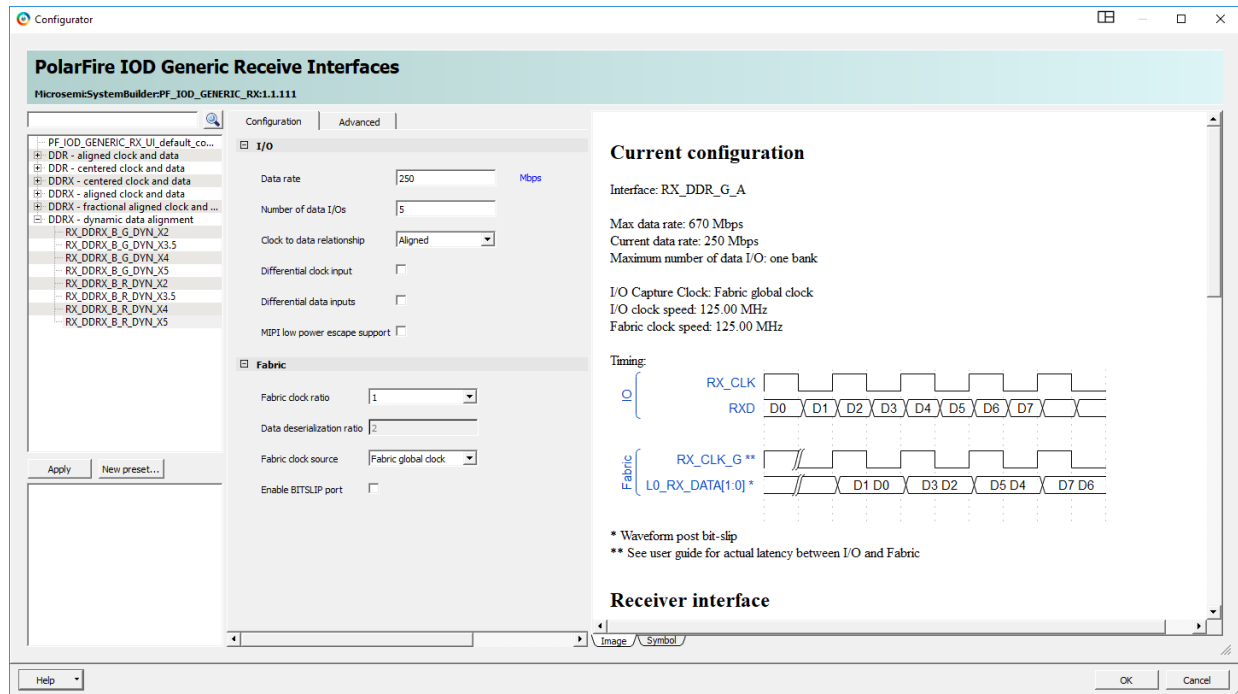 Configurator
PolarFire IOD Generic Receive Interfaces
Microsemi:SystemBuilder:PF_IOD_GENERIC_RX:1.1.111
PF_IOD_GENERIC_RX_UI_default_co...
DDR - aligned clock and data
DDR - centered clock and data
DDRX - centered clock and data
DDRX - aligned clock and data
DDRX - fractional aligned clock and ...
DDRX - dynamic data alignment
RX_DDRX_B_G_DYN_X2
RX_DDRX_B_G_DYN_X3.5
RX_DDRX_B_G_DYN_X4
RX_DDRX_B_G_DYN_X5
RX_DDRX_B_R_DYN_X2
RX_DDRX_B_R_DYN_X3.5
RX_DDRX_B_R_DYN_X4
RX_DDRX_B_R_DYN_X5
Apply New preset...
Configuration Advanced
I/O
Data rate 250 Mbps
Number of data I/Os 5
Clock to data relationship Aligned
Differential clock input
Differential data inputs
MIPI low power escape support
Fabric
Fabric clock ratio 1
Data deserialization ratio 2
Fabric clock source Fabric global clock
Enable BITSLIP port
Current configuration
Interface: RX_DDR_G_A
Max data rate: 670 Mbps
Current data rate: 250 Mbps
Maximum number of data I/O: one bank
I/O Capture Clock: Fabric global clock
I/O clock speed: 125.00 MHz
Fabric clock speed: 125.00 MHz
Timing:
IO
RX_CLK
RXD D0 D1 D2 D3 D4 D5 D6 D7
Fabric
RX_CLK_G **
L0_RX_DATA[1:0] * D1 D0 D3 D2 D5 D4 D7 D6
* Waveform post bit-slip
** See user guide for actual latency between I/O and Fabric
Receiver interface
Image Symbol
Help OK Cancel